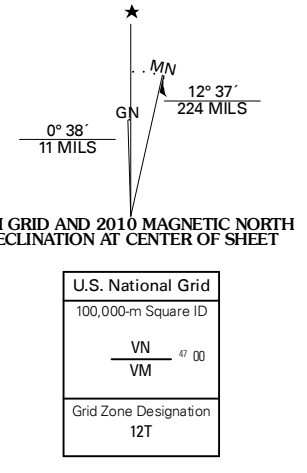 ★
MN
GN
12° 37´
224 MILS
0° 38´
11 MILS
GRID AND 2010 MAGNETIC NORTH
ECLINATION AT CENTER OF SHEET
U.S. National Grid
100,000-m Square ID
VN
47 00
VM
Grid Zone Designation
12T